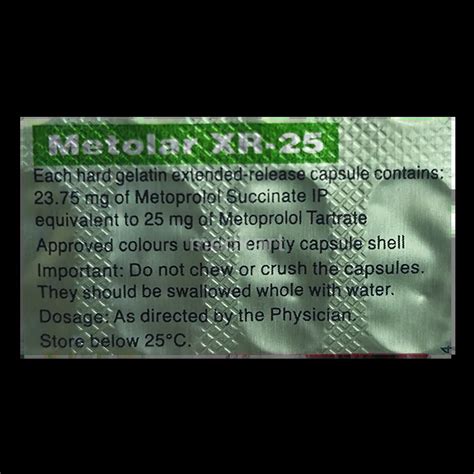 Metolar XR-25
Each hard gelatin extended-release capsule contains:
23.75 mg of Metoprolol Succinate IP
equivalent to 25 mg of Metoprolol Tartrate
Approved colours used in empty capsule shell
Important: Do not chew or crush the capsules.
They should be swallowed whole with water.
Dosage: As directed by the Physician.
Store below 25°C.